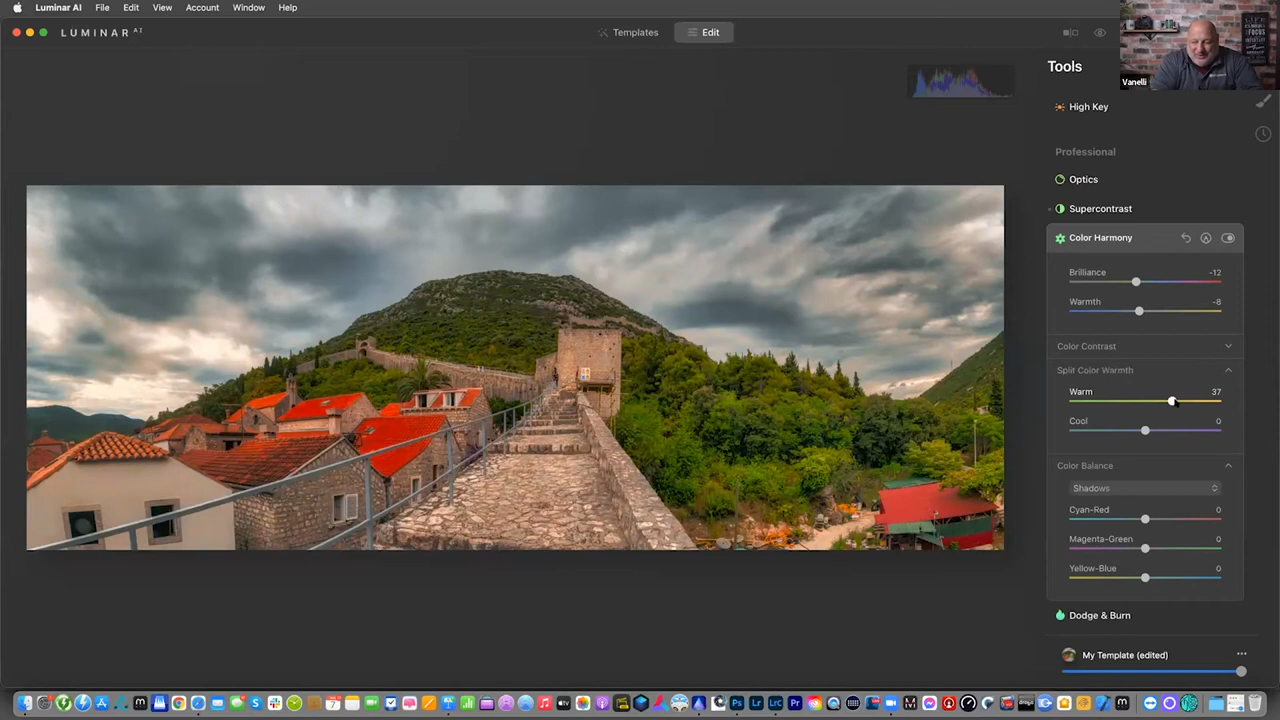 Luminar AI File Edit View Account Window Help
LUMINAR AI
Templates
Edit
Vanelli
Tools
High Key
Professional
Optics
Supercontrast
Color Harmony
Brilliance -12
Warmth -8
Color Contrast
Split Color Warmth
Warm 37
Cool 0
Color Balance
Shadows
Cyan-Red 0
Magenta-Green 0
Yellow-Blue 0
Dodge & Burn
My Template (edited)